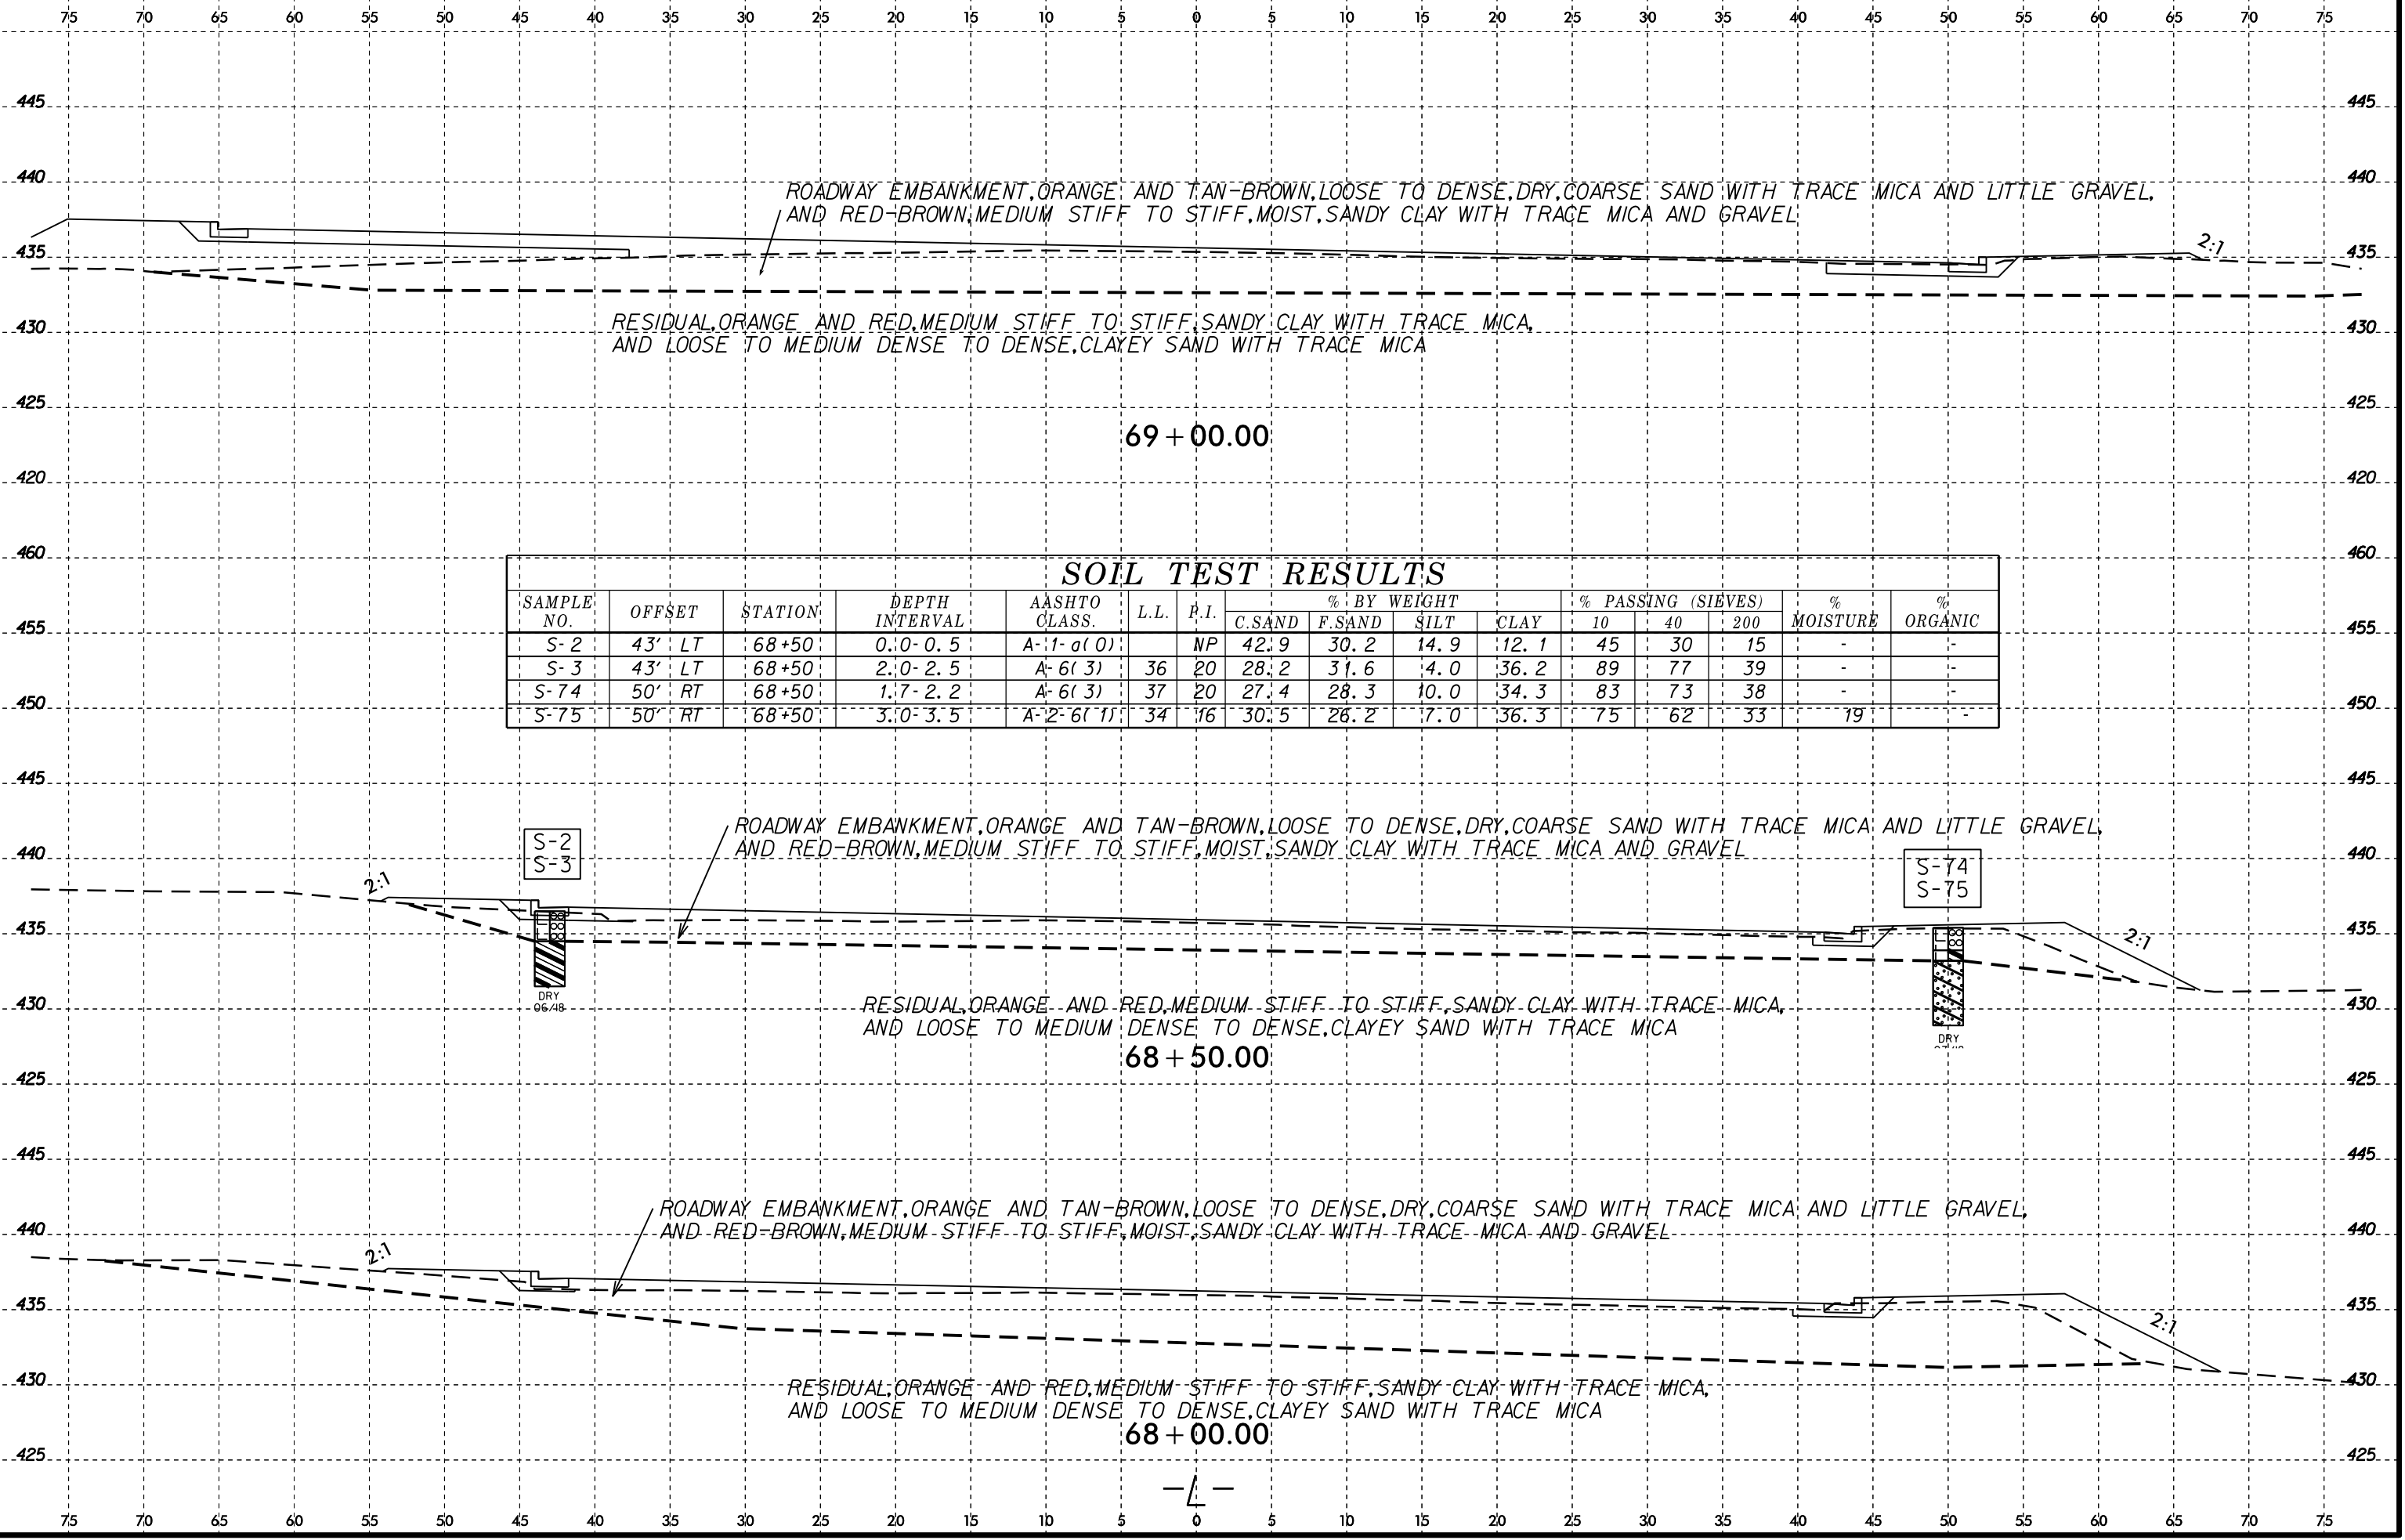 75 70 65 60 55 50 45 40 35 30 25 20 15 10 5 0 5 10 15 20 25 30 35 40 45 50 55 60 65 70 75
445 445
440 440
ROADWAY EMBANKMENT, ORANGE AND TAN-BROWN, LOOSE TO DENSE, DRY, COARSE SAND WITH TRACE MICA AND LITTLE GRAVEL,
AND RED-BROWN, MEDIUM STIFF TO STIFF, MOIST, SANDY CLAY WITH TRACE MICA AND GRAVEL
2:1
435 435
RESIDUAL, ORANGE AND RED, MEDIUM STIFF TO STIFF, SANDY CLAY WITH TRACE MICA,
430 430
AND LOOSE TO MEDIUM DENSE TO DENSE, CLAYEY SAND WITH TRACE MICA
425 425
69+00.00
420 420
460 460
SOIL TEST RESULTS
SAMPLE NO. OFFSET STATION DEPTH INTERVAL AASHTO CLASS. L.L. P.I. % BY WEIGHT C.SAND F.SAND SILT CLAY % PASSING (SIEVES) 10 40 200 % MOISTURE % ORGANIC
455 455
S-2 43' LT 68+50 0.0-0.5 A-1-a(0) NP 42.9 30.2 14.9 12.1 45 30 15 - -
S-3 43' LT 68+50 2.0-2.5 A-6(3) 36 20 28.2 31.6 4.0 36.2 89 77 39 - -
S-74 50' RT 68+50 1.7-2.2 A-6(3) 37 20 27.4 28.3 10.0 34.3 83 73 38 - -
450 450
S-75 50' RT 68+50 3.0-3.5 A-2-6(1) 34 16 30.5 26.2 7.0 36.3 75 62 33 19 -
445 445
ROADWAY EMBANKMENT, ORANGE AND TAN-BROWN, LOOSE TO DENSE, DRY, COARSE SAND WITH TRACE MICA AND LITTLE GRAVEL,
AND RED-BROWN, MEDIUM STIFF TO STIFF, MOIST, SANDY CLAY WITH TRACE MICA AND GRAVEL
S-2
S-3
440 440
S-74
S-75
2:1
435 435
2:1
DRY
06/18
430 430
RESIDUAL, ORANGE AND RED, MEDIUM STIFF TO STIFF, SANDY CLAY WITH TRACE MICA,
AND LOOSE TO MEDIUM DENSE TO DENSE, CLAYEY SAND WITH TRACE MICA
DRY
68+50.00
425 425
445 445
ROADWAY EMBANKMENT, ORANGE AND TAN-BROWN, LOOSE TO DENSE, DRY, COARSE SAND WITH TRACE MICA AND LITTLE GRAVEL,
440 440
AND RED-BROWN, MEDIUM STIFF TO STIFF, MOIST, SANDY CLAY WITH TRACE MICA AND GRAVEL
2:1
435 435
2:1
430 430
RESIDUAL, ORANGE AND RED, MEDIUM STIFF TO STIFF, SANDY CLAY WITH TRACE MICA,
AND LOOSE TO MEDIUM DENSE TO DENSE, CLAYEY SAND WITH TRACE MICA
68+00.00
425 425
-L-
75 70 65 60 55 50 45 40 35 30 25 20 15 10 5 0 5 10 15 20 25 30 35 40 45 50 55 60 65 70 75